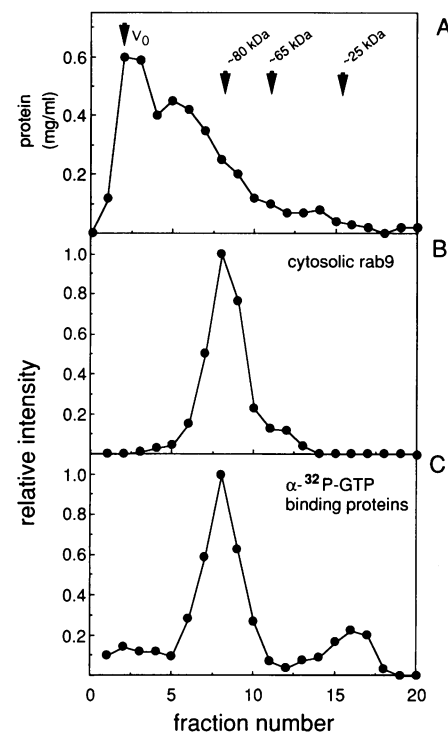 A
V0
~80 kDa
~65 kDa
~25 kDa
protein
(mg/ml)
0.6
0.4
0.2
B
cytosolic rab9
1.0
0.8
0.6
0.4
0.2
relative intensity
C
α-³²P-GTP
binding proteins
1.0
0.8
0.6
0.4
0.2
0 5 10 15 20
fraction number